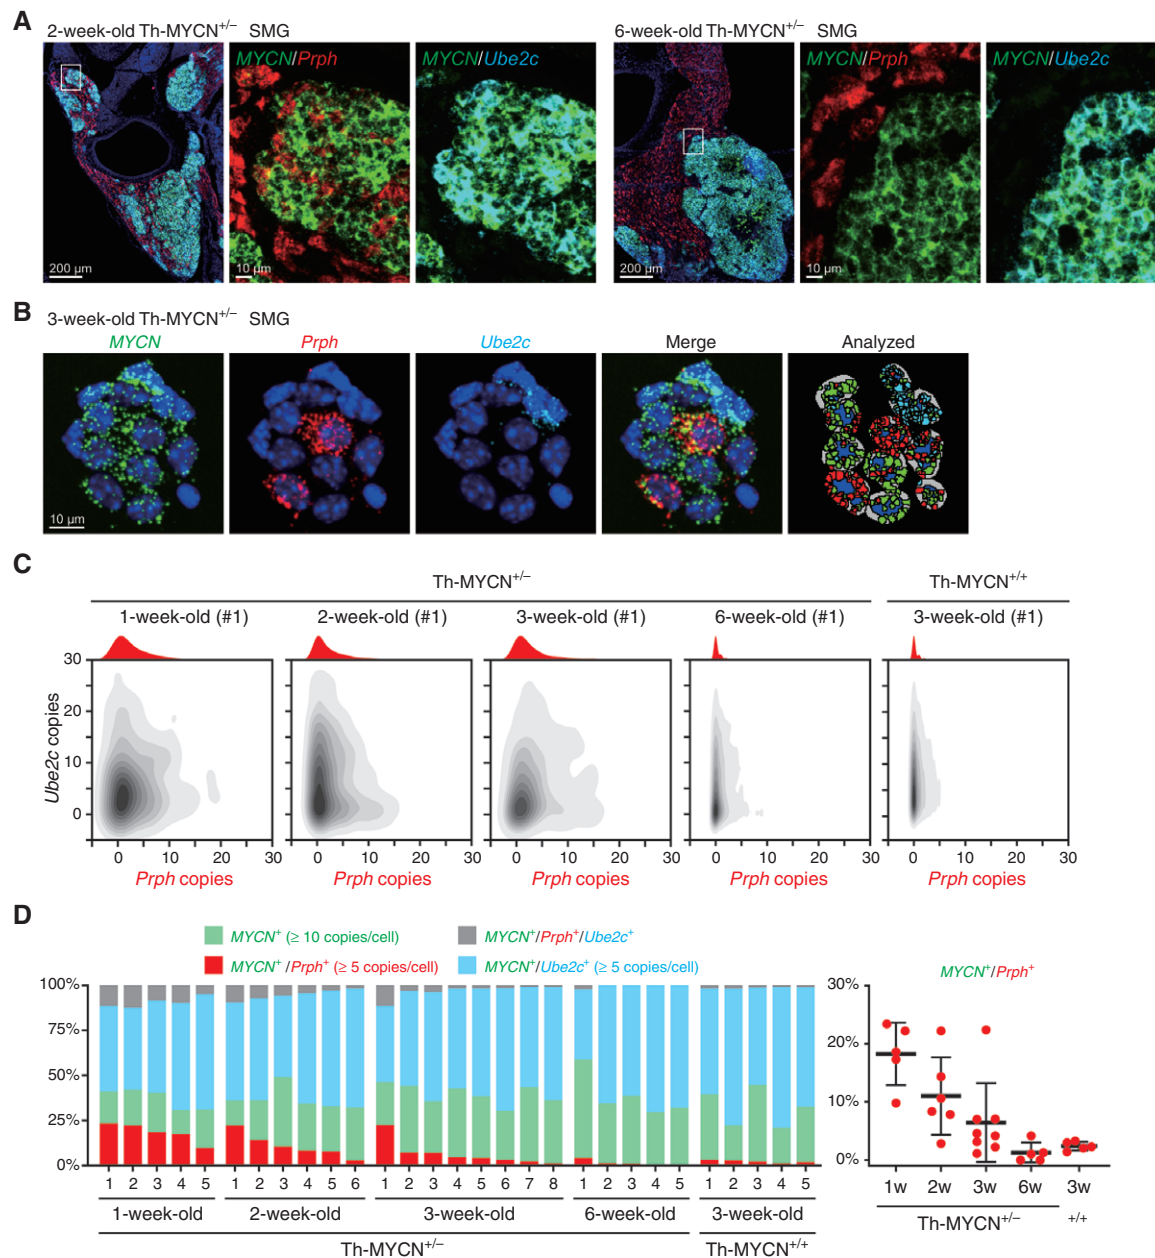 A
2-week-old Th-MYCN+/– SMG
6-week-old Th-MYCN+/– SMG
MYCN/Prph
MYCN/Ube2c
MYCN/Prph
MYCN/Ube2c
200 µm
10 µm
200 µm
10 µm
B
3-week-old Th-MYCN+/– SMG
MYCN
Prph
Ube2c
Merge
Analyzed
10 µm
C
Th-MYCN+/–
Th-MYCN+/+
1-week-old (#1)
2-week-old (#1)
3-week-old (#1)
6-week-old (#1)
3-week-old (#1)
30
20
10
0
Ube2c copies
0 10 20 30
0 10 20 30
0 10 20 30
0 10 20 30
0 10 20 30
Prph copies
Prph copies
Prph copies
Prph copies
Prph copies
D
MYCN+ (≥ 10 copies/cell)
MYCN+/Prph+/Ube2c+
MYCN+ /Prph+ (≥ 5 copies/cell)
MYCN+/Ube2c+ (≥ 5 copies/cell)
100%
75%
50%
25%
0%
1 2 3 4 5
1 2 3 4 5 6
1 2 3 4 5 6 7 8
1 2 3 4 5
1 2 3 4 5
1-week-old
2-week-old
3-week-old
6-week-old
3-week-old
Th-MYCN+/–
Th-MYCN+/+
MYCN+/Prph+
30%
20%
10%
0%
1w 2w 3w 6w 3w
Th-MYCN+/–
+/+